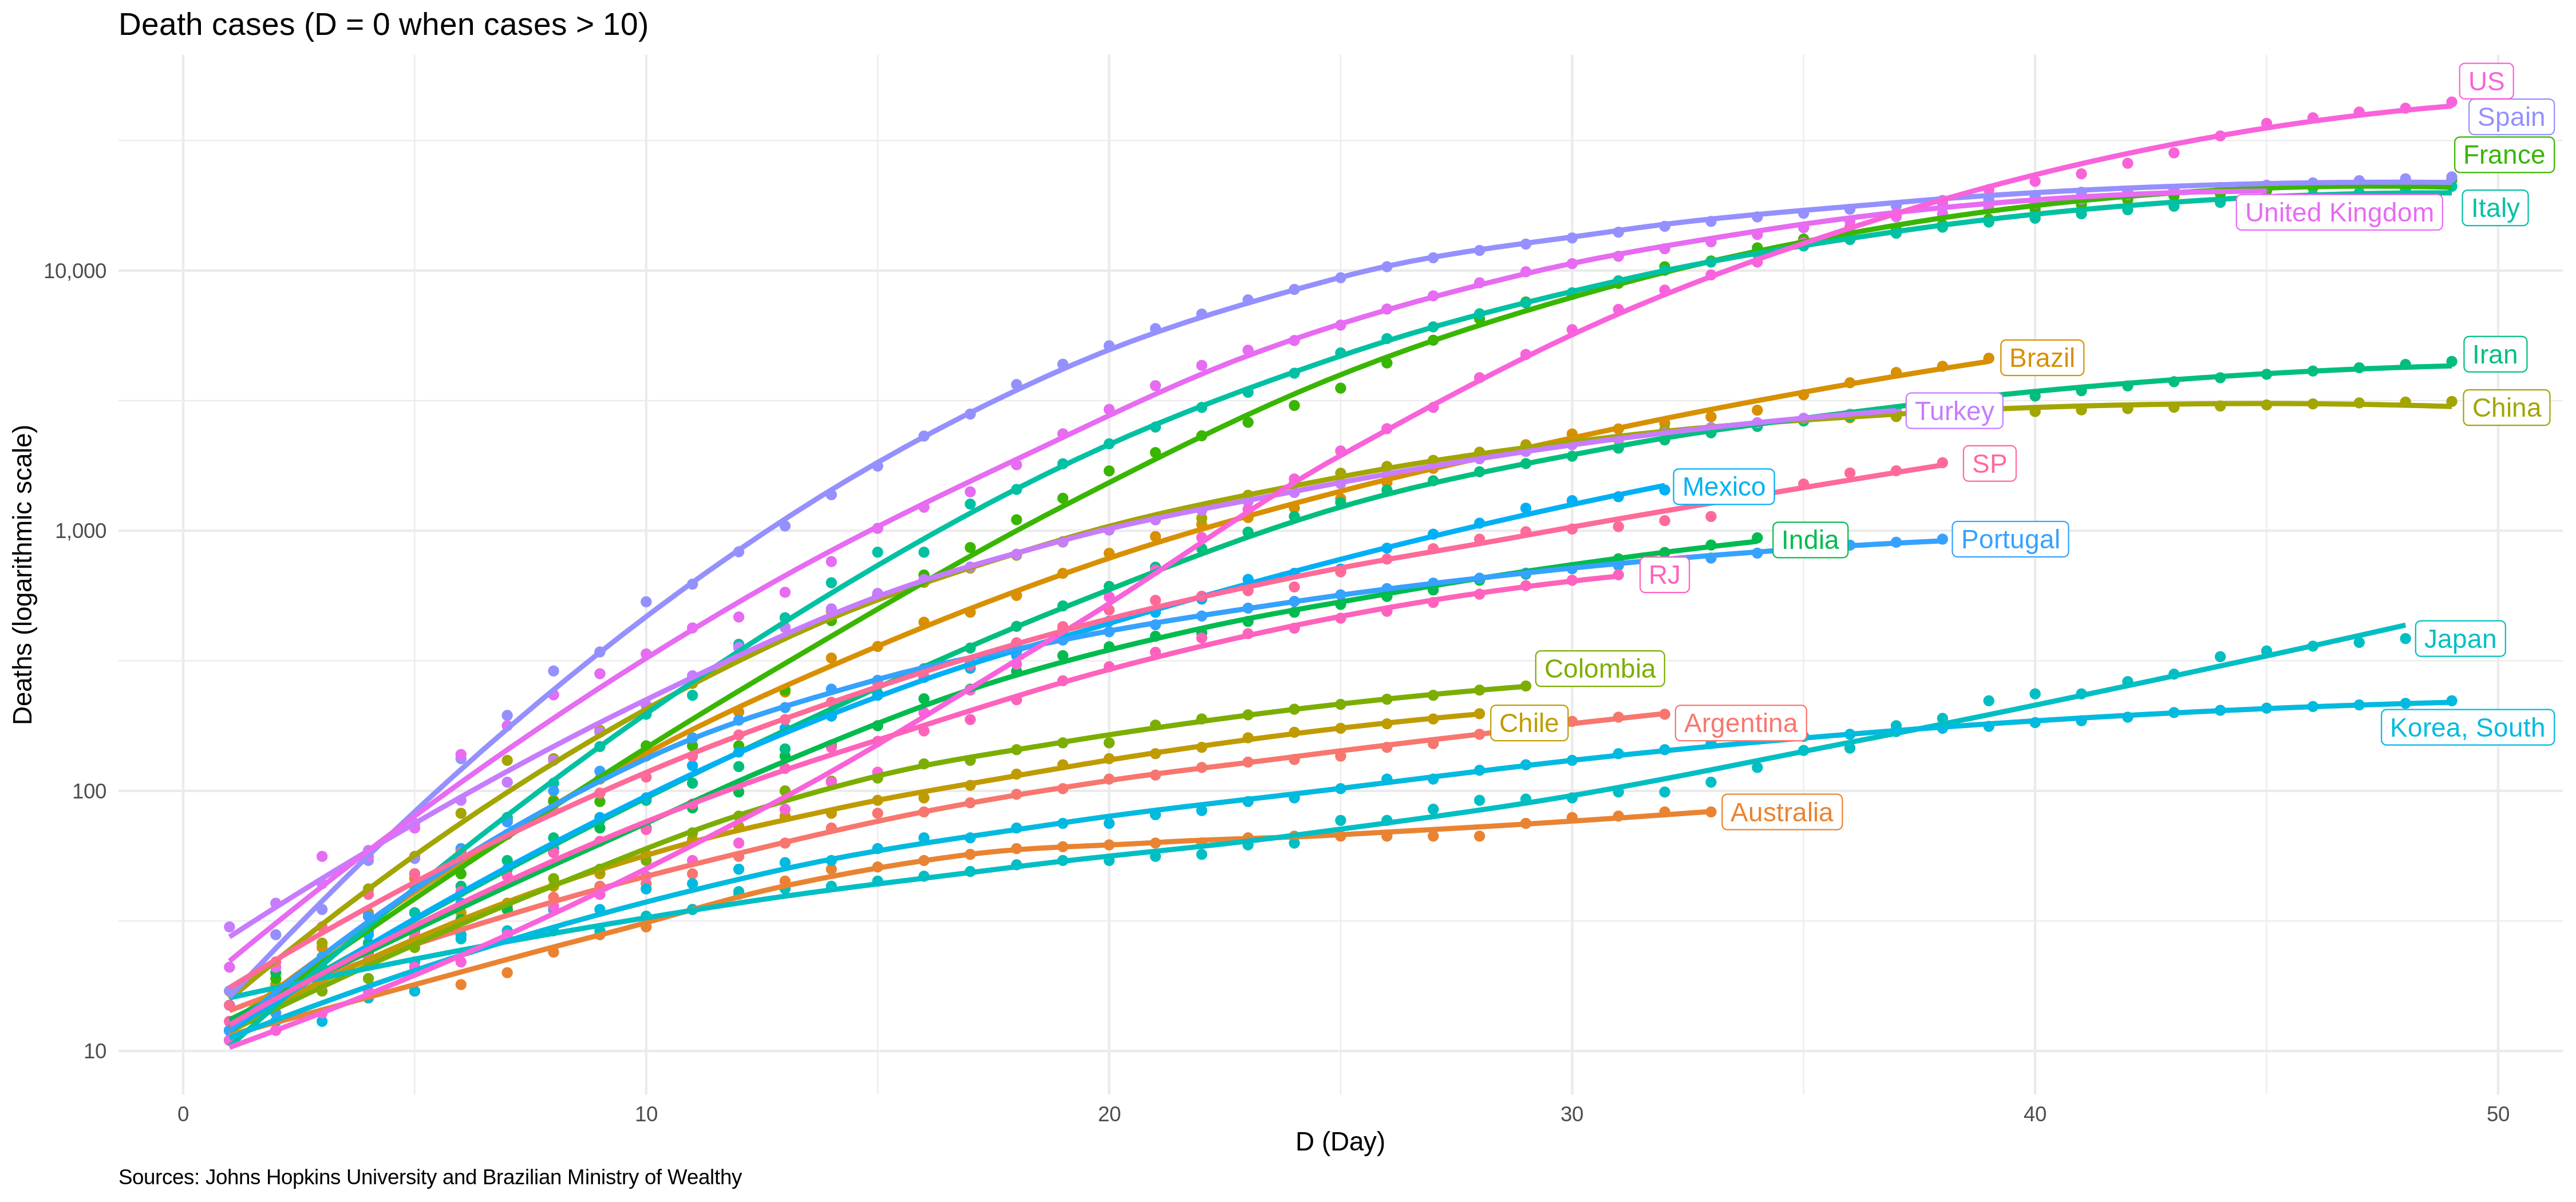 Death cases (D = 0 when cases > 10)
US
Spain
France
Italy
United Kingdom
10,000
Iran
Brazil
China
Turkey
SP
Mexico
1,000
India
Portugal
RJ
Japan
Colombia
Chile
Argentina
Korea, South
100
Australia
10
Deaths (logarithmic scale)
0 10 20 30 40 50
D (Day)
Sources: Johns Hopkins University and Brazilian Ministry of Wealthy